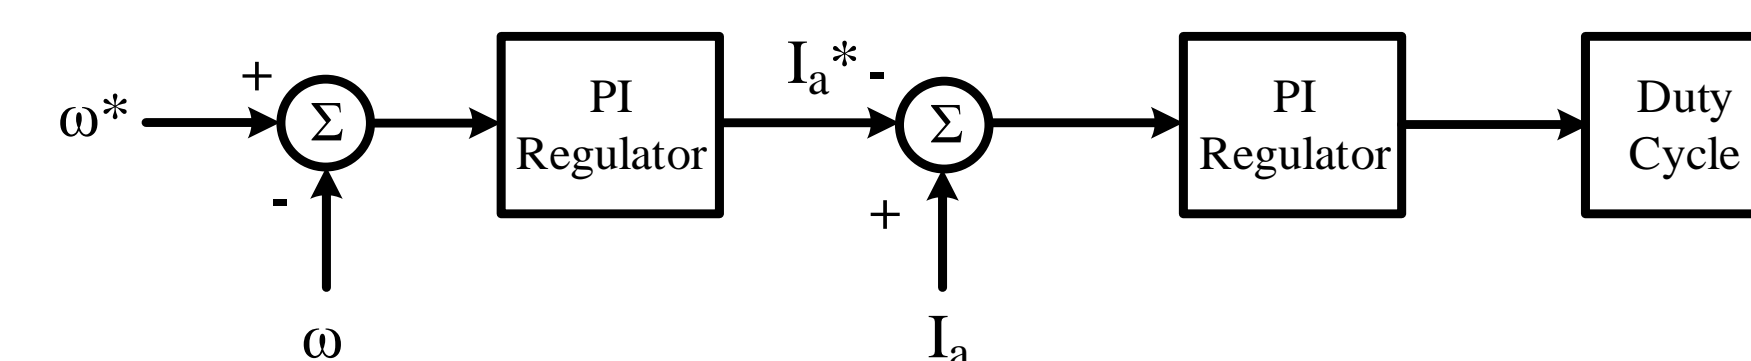 +
ω*
Σ
-
ω
PI
Regulator
Iₐ* -
Σ
+
Iₐ
PI
Regulator
Duty
Cycle